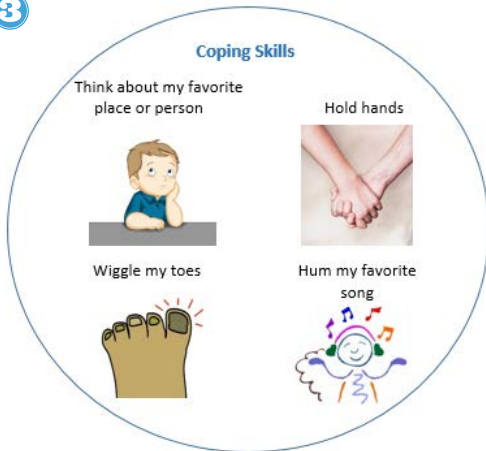 3
Coping Skills
Think about my favorite
place or person
Hold hands
Wiggle my toes
Hum my favorite
song